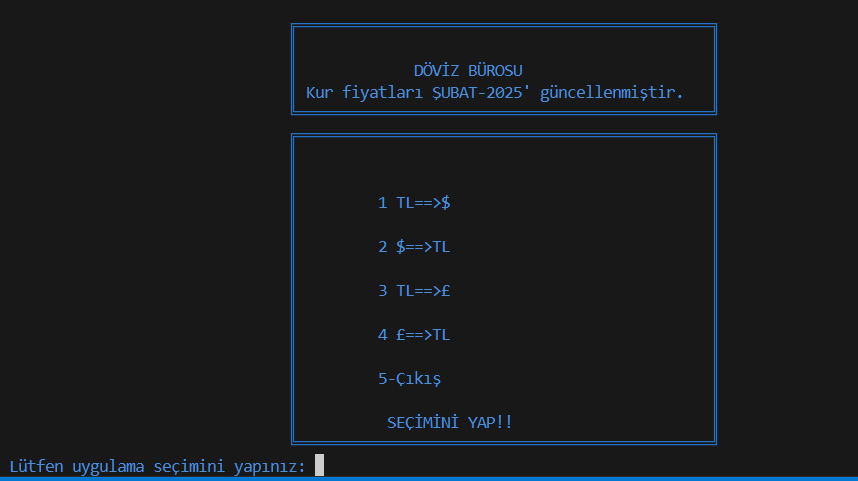 DÖVİZ BÜROSU
Kur fiyatları ŞUBAT-2025' güncellenmiştir.
1 TL==>$
2 $==>TL
3 TL==>£
4 £==>TL
5-Çıkış
SEÇİMİNİ YAP!!
Lütfen uygulama seçimini yapınız: